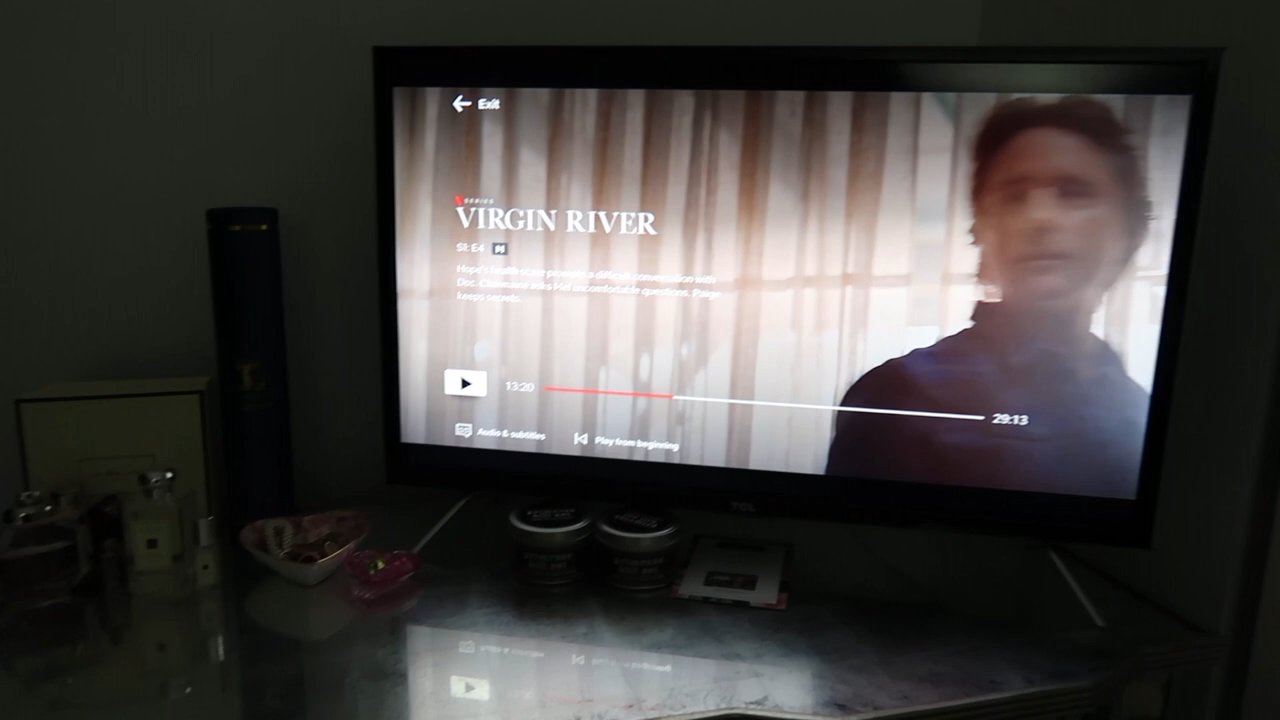 Exit
SERIES
VIRGIN RIVER
S1: E4
Hope's health scare prompts a difficult conversation with
Doc. Charmaine asks Mel uncomfortable questions. Paige
keeps secrets.
13:20
29:13
Audio & subtitles
Play from beginning
TCL